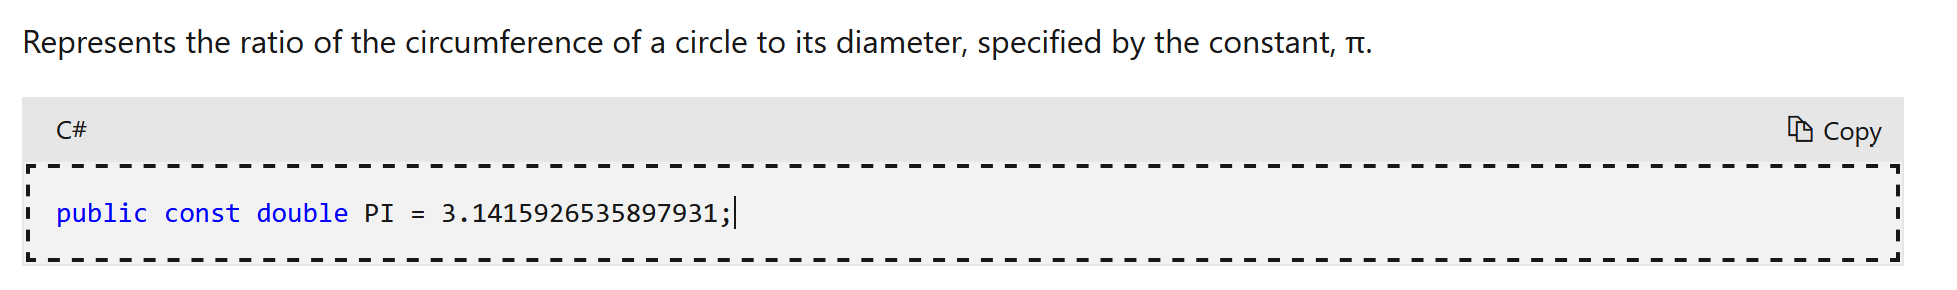 Represents the ratio of the circumference of a circle to its diameter, specified by the constant, π.
C#
Copy
public const double PI = 3.1415926535897931;